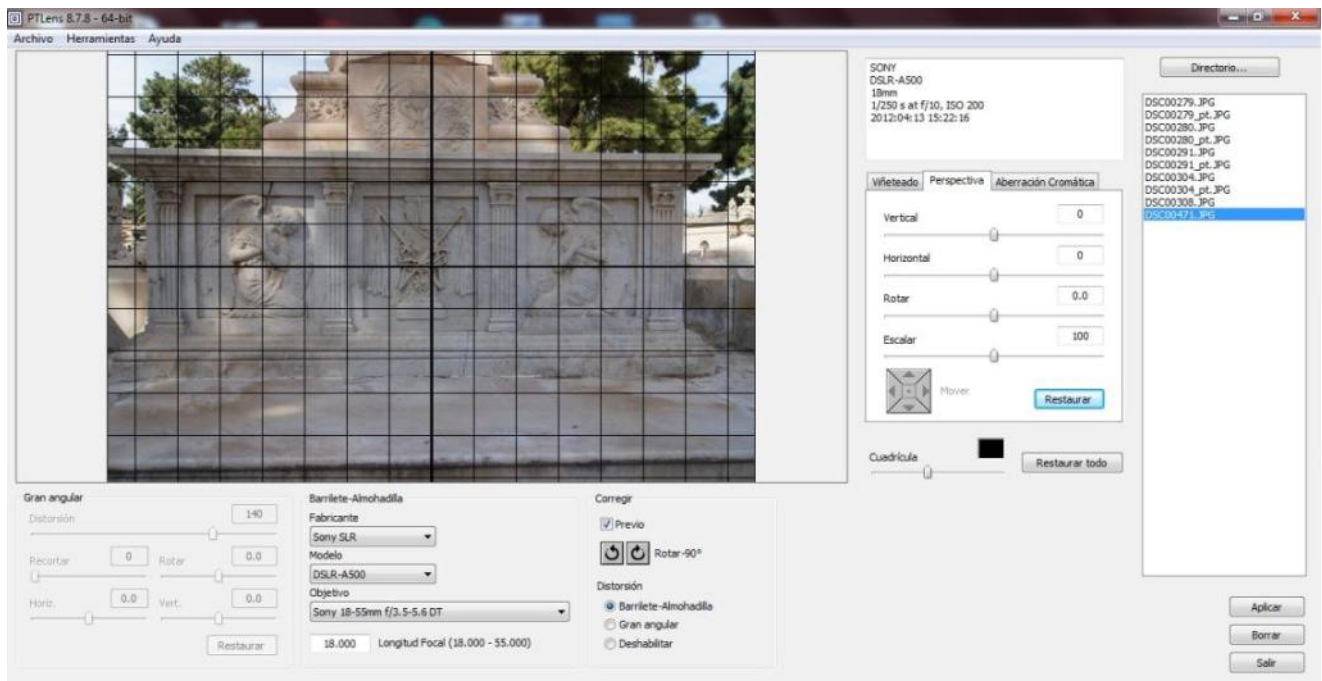 PTLens 8.7.8 - 64-bit
Archivo Herramientas Ayuda
SONY
DSLR-A500
18mm
1/250 s at f/10, ISO 200
2012:04:13 15:22:16
Directorio...
DSC00279.JPG
DSC00279_pt.JPG
DSC00280.JPG
DSC00280_pt.JPG
DSC00291.JPG
DSC00291_pt.JPG
DSC00304.JPG
DSC00304_pt.JPG
DSC00308.JPG
DSC00471.JPG
Viñeteado Perspectiva Aberración Cromática
Vertical 0
Horizontal 0
Rotar 0.0
Escalar 100
Mover
Restaurar
Cuadrícula
Restaurar todo
Gran angular
Distorsión 140
Recortar 0 Rotar 0.0
Horiz. 0.0 Vert. 0.0
Restaurar
Barrilete-Almohadilla
Fabricante
Sony SLR
Modelo
DSLR-A500
Objetivo
Sony 18-55mm f/3.5-5.6 DT
18.000 Longitud Focal (18.000 - 55.000)
Corregir
Previo
Rotar-90°
Distorsión
Barrilete-Almohadilla
Gran angular
Deshabilitar
Aplicar
Borrar
Salir